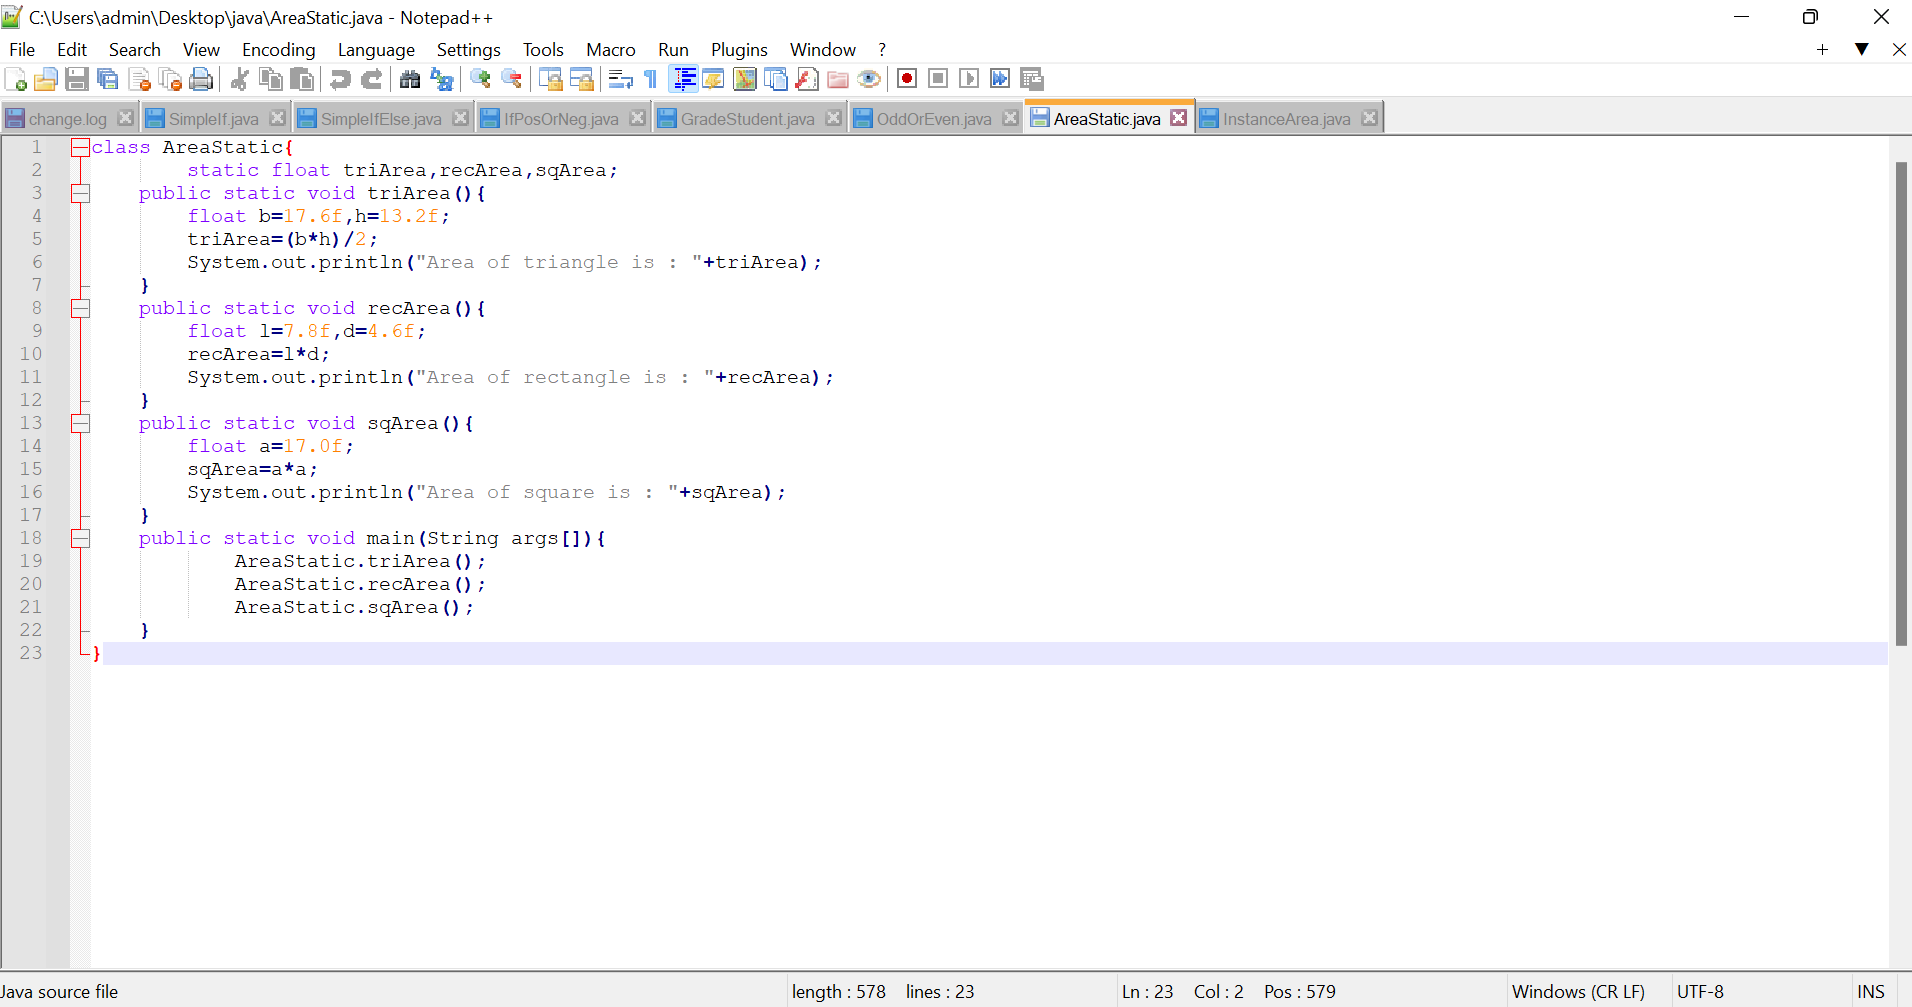 C:\Users\admin\Desktop\java\AreaStatic.java - Notepad++
File Edit Search View Encoding Language Settings Tools Macro Run Plugins Window ?
change.log SimpleIf.java SimpleIfElse.java IfPosOrNeg.java GradeStudent.java OddOrEven.java AreaStatic.java InstanceArea.java
1 class AreaStatic{
2 static float triArea,recArea,sqArea;
3 public static void triArea(){
4 float b=17.6f,h=13.2f;
5 triArea=(b*h)/2;
6 System.out.println("Area of triangle is : "+triArea);
7 }
8 public static void recArea(){
9 float l=7.8f,d=4.6f;
10 recArea=l*d;
11 System.out.println("Area of rectangle is : "+recArea);
12 }
13 public static void sqArea(){
14 float a=17.0f;
15 sqArea=a*a;
16 System.out.println("Area of square is : "+sqArea);
17 }
18 public static void main(String args[]){
19 AreaStatic.triArea();
20 AreaStatic.recArea();
21 AreaStatic.sqArea();
22 }
23 }
Java source file length : 578 lines : 23 Ln : 23 Col : 2 Pos : 579 Windows (CR LF) UTF-8 INS